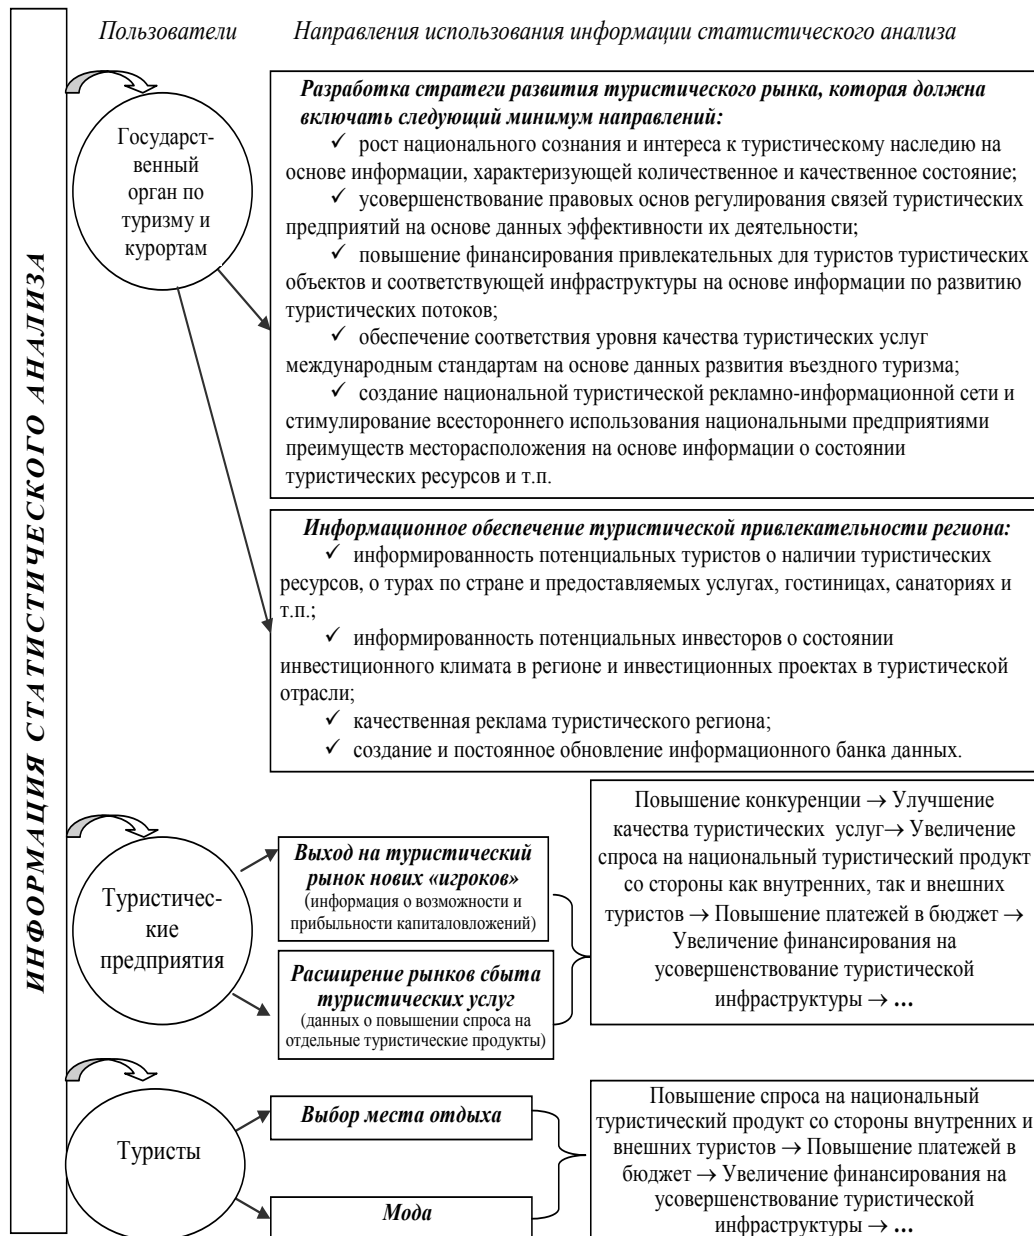 ИНФОРМАЦИЯ СТАТИСТИЧЕСКОГО АНАЛИЗА
Пользователи
Направления использования информации статистического анализа
Государст-
венный
орган по
туризму и
курортам
Разработка стратеги развития туристического рынка, которая должна
включать следующий минимум направлений:
✓ рост национального сознания и интереса к туристическому наследию на
основе информации, характеризующей количественное и качественное состояние;
✓ усовершенствование правовых основ регулирования связей туристических
предприятий на основе данных эффективности их деятельности;
✓ повышение финансирования привлекательных для туристов туристических
объектов и соответствующей инфраструктуры на основе информации по развитию
туристических потоков;
✓ обеспечение соответствия уровня качества туристических услуг
международным стандартам на основе данных развития въездного туризма;
✓ создание национальной туристической рекламно-информационной сети и
стимулирование всестороннего использования национальными предприятиями
преимуществ месторасположения на основе информации о состоянии
туристических ресурсов и т.п.
Информационное обеспечение туристической привлекательности региона:
✓ информированность потенциальных туристов о наличии туристических
ресурсов, о турах по стране и предоставляемых услугах, гостиницах, санаториях и
т.п.;
✓ информированность потенциальных инвесторов о состоянии
инвестиционного климата в регионе и инвестиционных проектах в туристической
отрасли;
✓ качественная реклама туристического региона;
✓ создание и постоянное обновление информационного банка данных.
Туристичес-
кие
предприятия
Выход на туристический
рынок новых «игроков»
(информация о возможности и
прибыльности капиталовложений)
Расширение рынков сбыта
туристических услуг
(данных о повышении спроса на
отдельные туристические продукты)
Повышение конкуренции → Улучшение
качества туристических услуг→ Увеличение
спроса на национальный туристический продукт
со стороны как внутренних, так и внешних
туристов → Повышение платежей в бюджет →
Увеличение финансирования на
усовершенствование туристической
инфраструктуры → ...
Туристы
Выбор места отдыха
Мода
Повышение спроса на национальный
туристический продукт со стороны внутренних и
внешних туристов → Повышение платежей в
бюджет → Увеличение финансирования на
усовершенствование туристической
инфраструктуры → ...